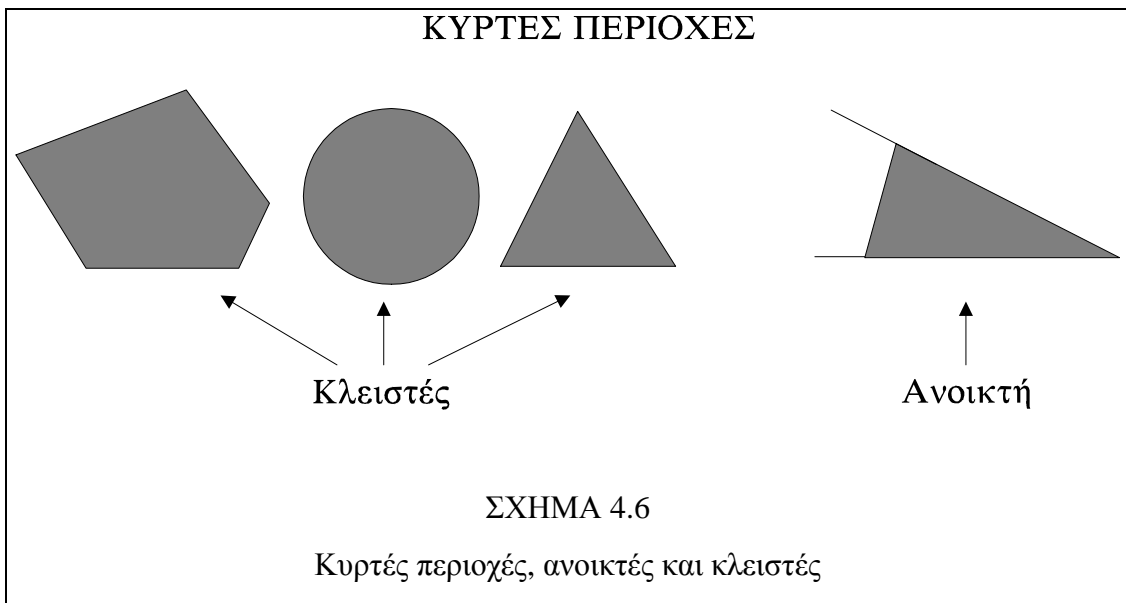 ΚΥΡΤΕΣ ΠΕΡΙΟΧΕΣ
Κλειστές
Ανοικτή
ΣΧΗΜΑ 4.6
Κυρτές περιοχές, ανοικτές και κλειστές